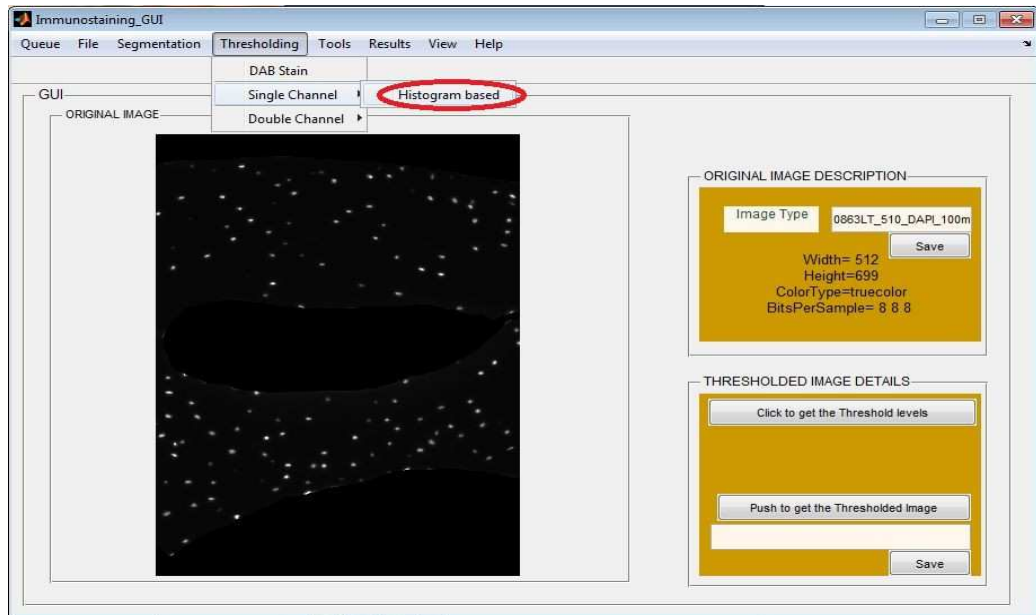 Immunostaining_GUI
Queue File Segmentation Thresholding Tools Results View Help
DAB Stain
Single Channel
Histogram based
Double Channel
GUI
ORIGINAL IMAGE
ORIGINAL IMAGE DESCRIPTION
Image Type
0863LT_510_DAPI_100m
Save
Width= 512
Height=699
ColorType=truecolor
BitsPerSample= 8 8 8
THRESHOLDED IMAGE DETAILS
Click to get the Threshold levels
Push to get the Thresholded Image
Save